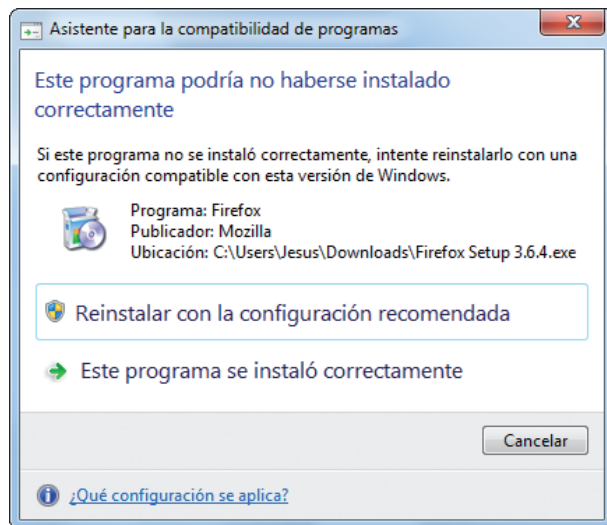 Asistente para la compatibilidad de programas
Este programa podría no haberse instalado
correctamente
Si este programa no se instaló correctamente, intente reinstalarlo con una
configuración compatible con esta versión de Windows.
Programa: Firefox
Publicador: Mozilla
Ubicación: C:\Users\Jesus\Downloads\Firefox Setup 3.6.4.exe
Reinstalar con la configuración recomendada
Este programa se instaló correctamente
Cancelar
¿Qué configuración se aplica?